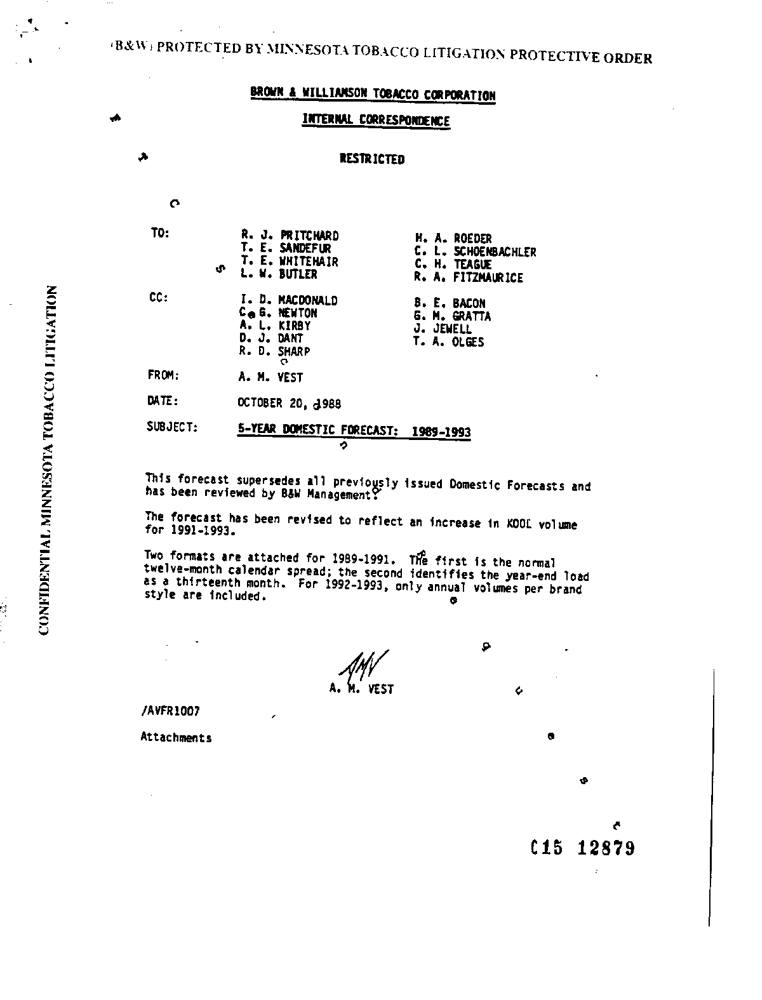 (B&W) PROTECTED BY MINNESOTA TOBACCO LITIGATION PROTECTIVE ORDER
BROWN & WILLIAMSON TOBACCO CORPORATION
INTERNAL CORRESPONDENCE
RESTRICTED
TO: R. J. PRITCHARD H. A. ROEDER
T. E. SANDEFUR C. L. SCHOENBACHLER
T. E. WHITEHAIR C. H. TEAGUE
L. W. BUTLER R. A. FITZMAURICE
CC: I. D. MACDONALD B. E. BACON
C. G. NEWTON G. M. GRATTA
A. L. KIRBY J. JEWELL
D. J. DANT T. A. OLGES
R. D. SHARP
FROM: A. M. VEST
DATE: OCTOBER 20, 1988
SUBJECT: 5-YEAR DOMESTIC FORECAST: 1989-1993
This forecast supersedes all previously issued Domestic Forecasts and
has been reviewed by B&W Management.
The forecast has been revised to reflect an increase in KOOL volume
for 1991-1993.
Two formats are attached for 1989-1991. The first is the normal
twelve-month calendar spread; the second identifies the year-end load
as a thirteenth month. For 1992-1993, only annual volumes per brand
style are included.
AMV
A. M. VEST
/AVFR1007
Attachments
C15 12879
CONFIDENTIAL MINNESOTA TOBACCO LITIGATION